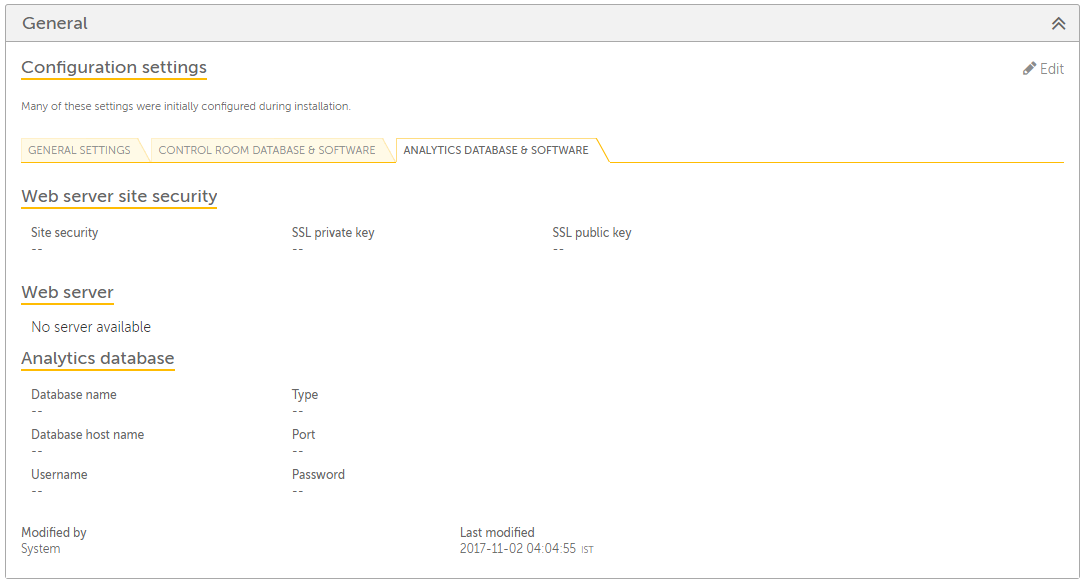 General
Configuration settings
Edit
Many of these settings were initially configured during installation.
GENERAL SETTINGS CONTROL ROOM DATABASE & SOFTWARE ANALYTICS DATABASE & SOFTWARE
Web server site security
Site security SSL private key SSL public key
-- -- --
Web server
No server available
Analytics database
Database name Type
-- --
Database host name Port
-- --
Username Password
-- --
Modified by Last modified
System 2017-11-02 04:04:55 IST